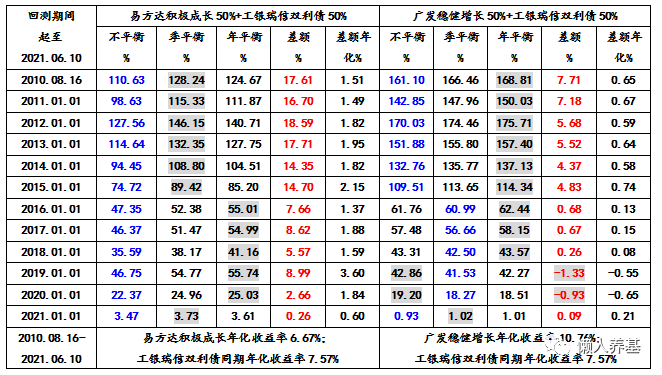 回测期间 起至 2021.06.10 易方达积极成长50%+工银瑞信双利债50% 广发稳健增长50%+工银瑞信双利债50%
不平衡% 季平衡% 年平衡% 差额% 差额年化% 不平衡% 季平衡% 年平衡% 差额% 差额年化%
2010.08.16 110.63 128.24 124.67 17.61 1.51 161.10 166.46 168.81 7.71 0.65
2011.01.01 98.63 115.33 111.87 16.70 1.49 142.85 147.96 150.03 7.18 0.67
2012.01.01 127.56 146.15 140.71 18.59 1.82 170.03 174.46 175.71 5.68 0.59
2013.01.01 114.64 132.35 127.75 17.71 1.95 151.88 155.80 157.40 5.52 0.64
2014.01.01 94.45 108.80 104.51 14.35 1.82 132.76 135.77 137.13 4.37 0.58
2015.01.01 74.72 89.42 85.20 14.70 2.15 109.51 113.65 114.34 4.83 0.74
2016.01.01 47.35 52.38 55.01 7.66 1.37 61.76 60.99 62.44 0.68 0.13
2017.01.01 46.37 51.47 54.99 8.62 1.88 57.48 56.66 58.15 0.67 0.15
2018.01.01 35.59 38.17 41.16 5.57 1.59 43.31 42.50 43.57 0.26 0.08
2019.01.01 46.75 54.77 55.74 8.99 3.60 42.86 41.53 42.27 -1.33 -0.55
2020.01.01 22.37 24.96 25.03 2.66 1.84 19.20 18.27 18.51 -0.93 -0.65
2021.01.01 3.47 3.73 3.61 0.26 0.60 0.93 1.02 1.01 0.09 0.21
2010.08.16- 易方达积极成长年化收益率 6.67%; 广发稳健增长年化收益率 10.76%
2021.06.10 工银瑞信双利债同期年化收益率 7.57% 工银瑞信双利债同期年化收益率 7.57%
懒人养基